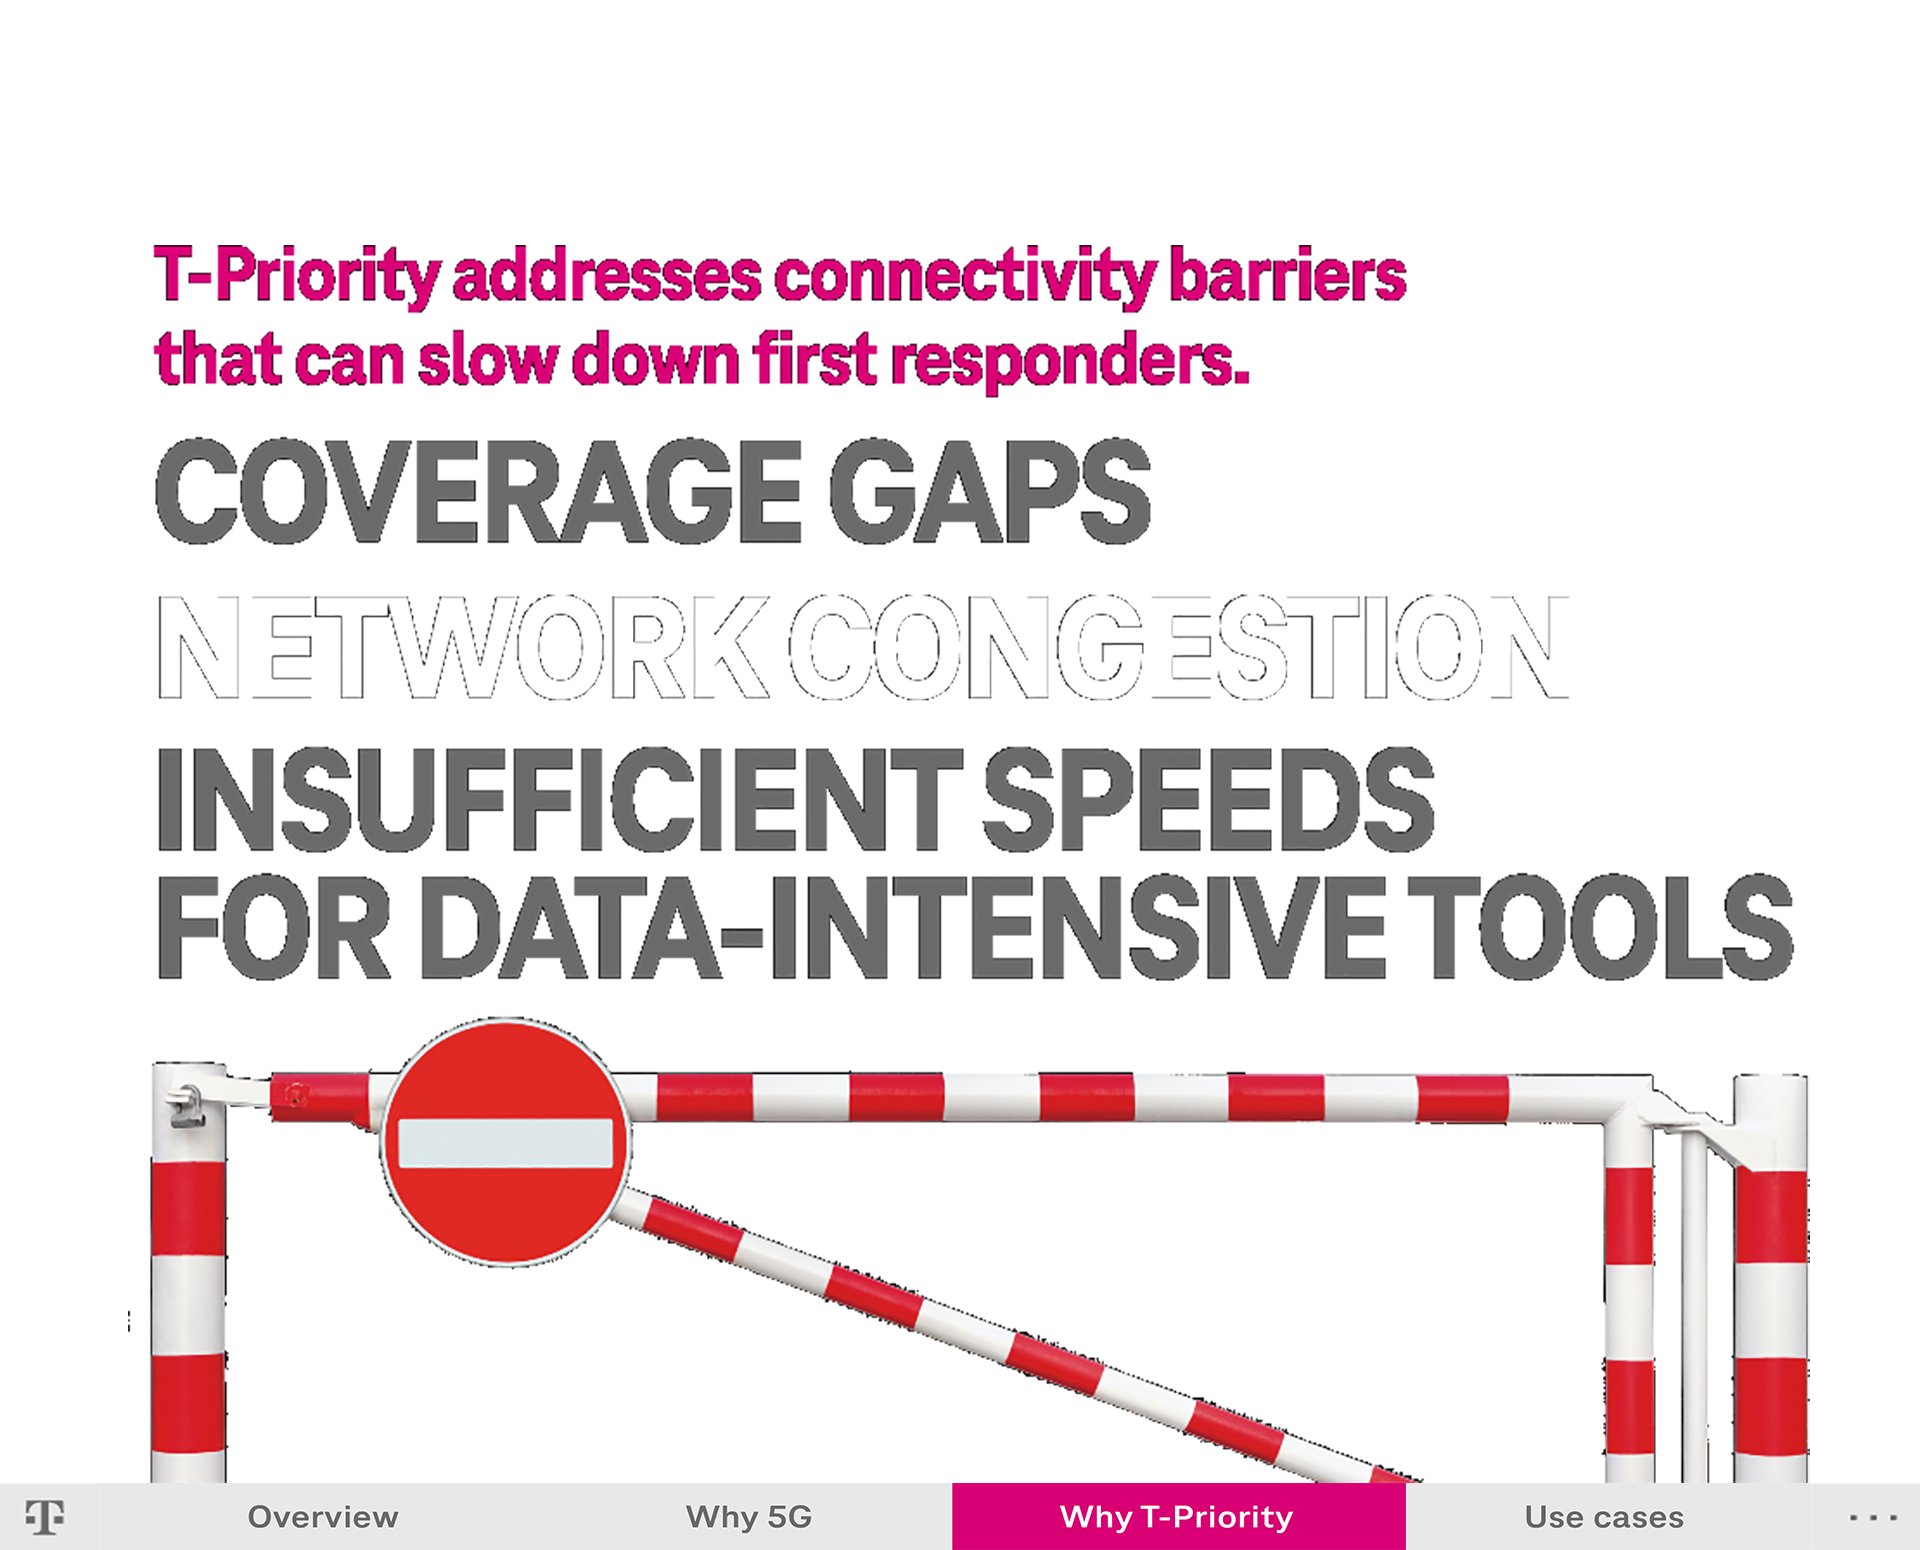 T-Priority addresses connectivity barriers
that can slow down first responders.
COVERAGE GAPS
NETWORK CONGESTION
INSUFFICIENT SPEEDS
FOR DATA-INTENSIVE TOOLS
T Overview Why 5G Why T-Priority Use cases ...